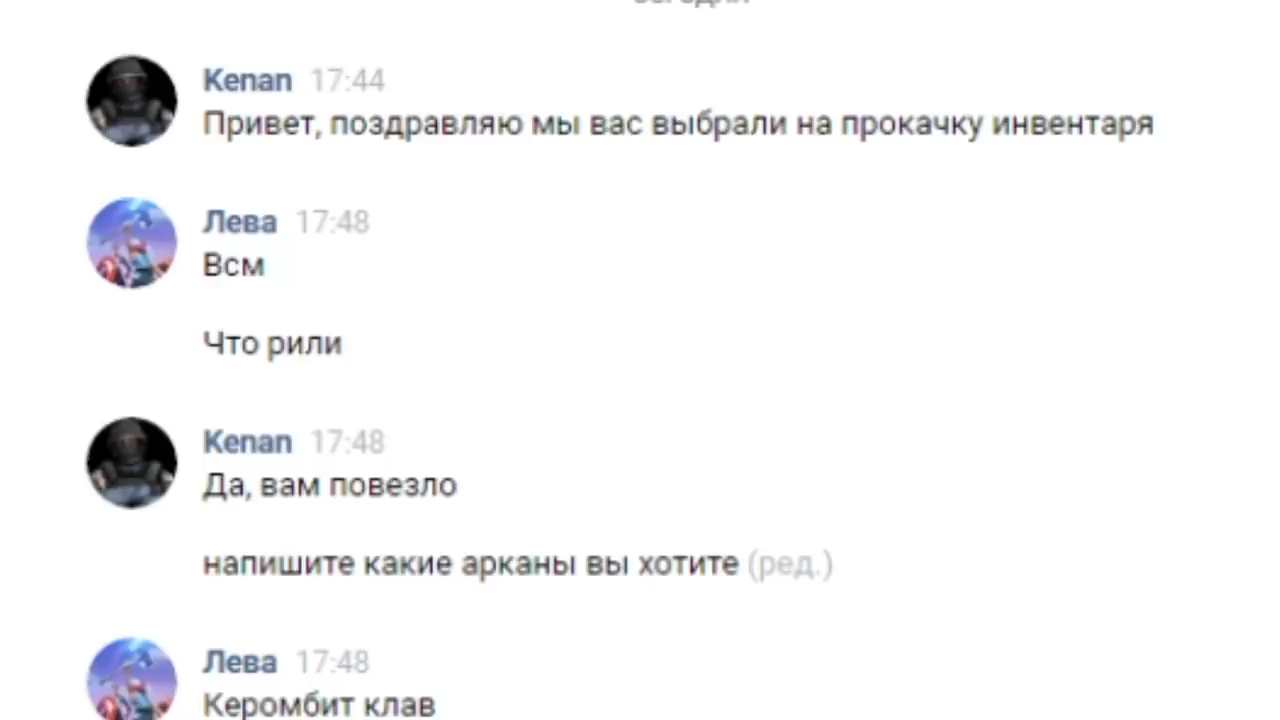 Kenan 17:44
Привет, поздравляю мы вас выбрали на прокачку инвентаря
Лева 17:48
Всм
Что рили
Kenan 17:48
Да, вам повезло
напишите какие арканы вы хотите (ред.)
Лева 17:48
Керомбит клав